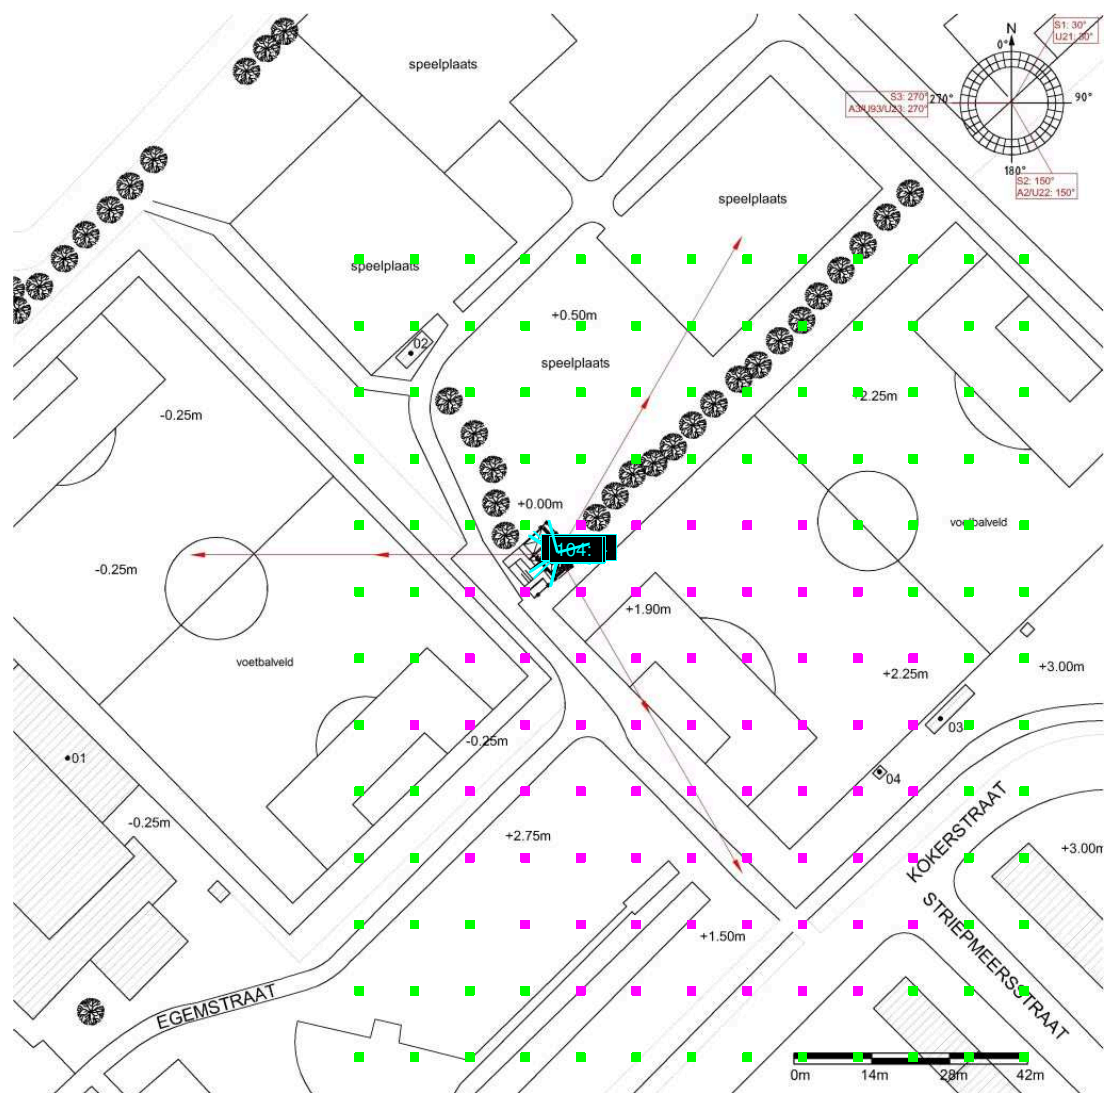 speelplaats
N
0°
S1: 30°
U21: 30°
S3: 270°
A3/U93/U23: 270°
270°
90°
180°
S2: 150°
A2/U22: 150°
speelplaats
speelplaats
+0.50m
02
speelplaats
-0.25m
+2.25m
+0.00m
voetbalveld
104:
-0.25m
+1.90m
voetbalveld
+2.25m
+3.00m
03
-0.25m
01
04
KOKERSTRAAT
-0.25m
+2.75m
+3.00m
STRIEPMEERSSTRAAT
+1.50m
EGEMSTRAAT
0m
14m
28m
42m